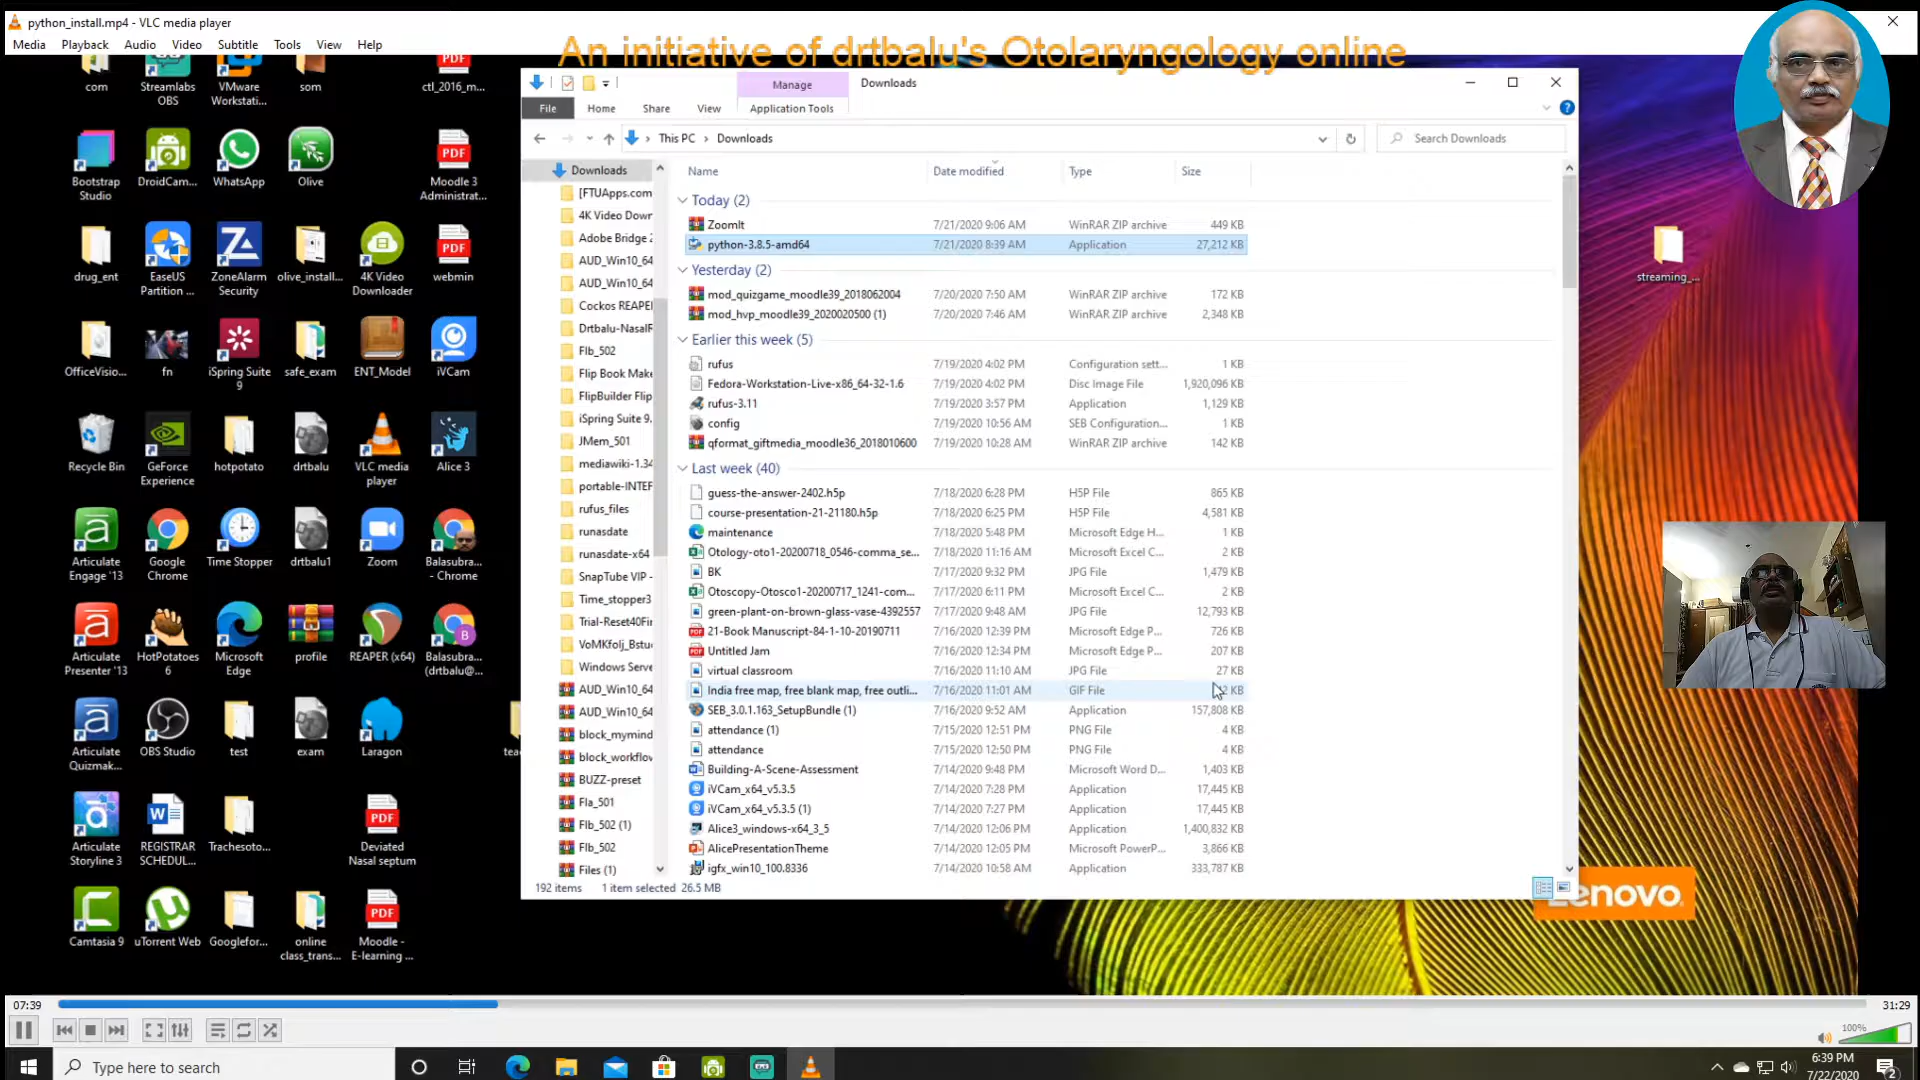 python_install.mp4 - VLC media player
Media Playback Audio Video Subtitle Tools View Help
An initiative of drtbalu's Otolaryngology online
com
Streamlabs OBS
VMware Workstati...
som
ctl_2016_m...
Bootstrap Studio
DroidCam...
WhatsApp
Olive
Moodle 3 Administrat...
drug_ent
EaseUS Partition ...
ZoneAlarm Security
olive_install...
4K Video Downloader
webmin
OfficeVisio...
fn
iSpring Suite 9
safe_exam
ENT_Model
iVCam
Recycle Bin
GeForce Experience
hotpotato
drtbalu
VLC media player
Alice 3
Articulate Engage '13
Google Chrome
Time Stopper
drtbalu1
Zoom
Balasubra... - Chrome
Articulate Presenter '13
HotPotatoes 6
Microsoft Edge
profile
REAPER (x64)
Balasubra... (drtbalu@...
Articulate Quizmak...
OBS Studio
test
exam
Laragon
Articulate Storyline 3
REGISTRAR SCHEDUL...
Trachesoto...
Deviated Nasal septum
Camtasia 9
uTorrent Web
Googlefor...
online class_trans...
Moodle - E-learning ...
streaming_...
Manage Downloads
File Home Share View Application Tools
This PC > Downloads
Search Downloads
Downloads
[FTUApps.com
4K Video Down
Adobe Bridge 2
AUD_Win10_64
AUD_Win10_64
Cockos REAPE
Drtbalu-NasalF
Flb_502
Flip Book Make
FlipBuilder Flip
iSpring Suite 9.
JMem_501
mediawiki-1.34
portable-INTEF
rufus_files
runasdate
runasdate-x64
SnapTube VIP -
Time_stopper3
Trial-Reset40Fi
VoMKfolj_Bstu
Windows Serve
AUD_Win10_64
AUD_Win10_64
block_mymind
block_workflow
BUZZ-preset
Fla_501
Flb_502 (1)
Flb_502
Files (1)
Name Date modified Type Size
Today (2)
ZoomIt 7/21/2020 9:06 AM WinRAR ZIP archive 449 KB
python-3.8.5-amd64 7/21/2020 8:39 AM Application 27,212 KB
Yesterday (2)
mod_quizgame_moodle39_2018062004 7/20/2020 7:50 AM WinRAR ZIP archive 172 KB
mod_hvp_moodle39_2020020500 (1) 7/20/2020 7:46 AM WinRAR ZIP archive 2,348 KB
Earlier this week (5)
rufus 7/19/2020 4:02 PM Configuration sett... 1 KB
Fedora-Workstation-Live-x86_64-32-1.6 7/19/2020 4:02 PM Disc Image File 1,920,096 KB
rufus-3.11 7/19/2020 3:57 PM Application 1,129 KB
config 7/19/2020 10:56 AM SEB Configuration... 1 KB
qformat_giftmedia_moodle36_2018010600 7/19/2020 10:28 AM WinRAR ZIP archive 142 KB
Last week (40)
guess-the-answer-2402.h5p 7/18/2020 6:28 PM H5P File 865 KB
course-presentation-21-21180.h5p 7/18/2020 6:25 PM H5P File 4,581 KB
maintenance 7/18/2020 5:48 PM Microsoft Edge H... 1 KB
Otology-oto1-20200718_0546-comma_se... 7/18/2020 11:16 AM Microsoft Excel C... 2 KB
BK 7/17/2020 9:32 PM JPG File 1,479 KB
Otoscopy-Otosco1-20200717_1241-com... 7/17/2020 6:11 PM Microsoft Excel C... 2 KB
green-plant-on-brown-glass-vase-4392557 7/17/2020 9:48 AM JPG File 12,793 KB
21-Book Manuscript-84-1-10-20190711 7/16/2020 12:39 PM Microsoft Edge P... 726 KB
Untitled Jam 7/16/2020 12:34 PM Microsoft Edge P... 207 KB
virtual classroom 7/16/2020 11:10 AM JPG File 27 KB
India free map, free blank map, free outli... 7/16/2020 11:01 AM GIF File KB
SEB_3.0.1.163_SetupBundle (1) 7/16/2020 9:52 AM Application 157,808 KB
attendance (1) 7/15/2020 12:51 PM PNG File 4 KB
attendance 7/15/2020 12:50 PM PNG File 4 KB
Building-A-Scene-Assessment 7/14/2020 9:48 PM Microsoft Word D... 1,403 KB
iVCam_x64_v5.3.5 7/14/2020 7:28 PM Application 17,445 KB
iVCam_x64_v5.3.5 (1) 7/14/2020 7:27 PM Application 17,445 KB
Alice3_windows-x64_3_5 7/14/2020 12:06 PM Application 1,400,832 KB
AlicePresentationTheme 7/14/2020 12:05 PM Microsoft PowerP... 3,866 KB
igfx_win10_100.8336 7/14/2020 10:58 AM Application 333,787 KB
192 items 1 item selected 26.5 MB
lenovo
07:39 31:29
100%
Type here to search
6:39 PM
7/22/2020
2